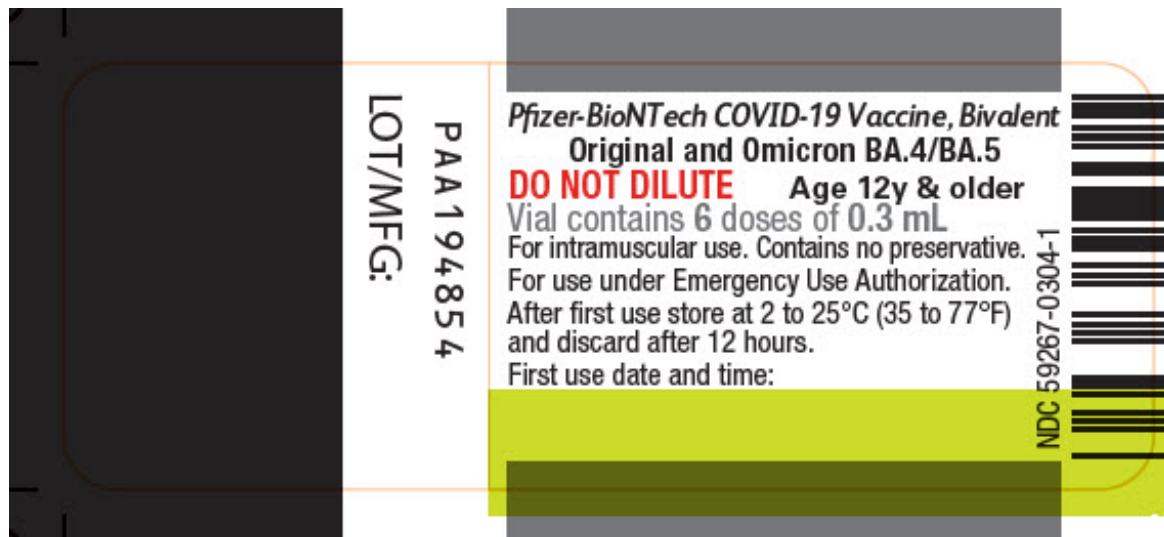 LOT/MFG:
PAA194854
Pfizer-BioNTech COVID-19 Vaccine, Bivalent
Original and Omicron BA.4/BA.5
DO NOT DILUTE Age 12y & older
Vial contains 6 doses of 0.3 mL
For intramuscular use. Contains no preservative.
For use under Emergency Use Authorization.
After first use store at 2 to 25°C (35 to 77°F)
and discard after 12 hours.
First use date and time:
NDC 59267-0304-1